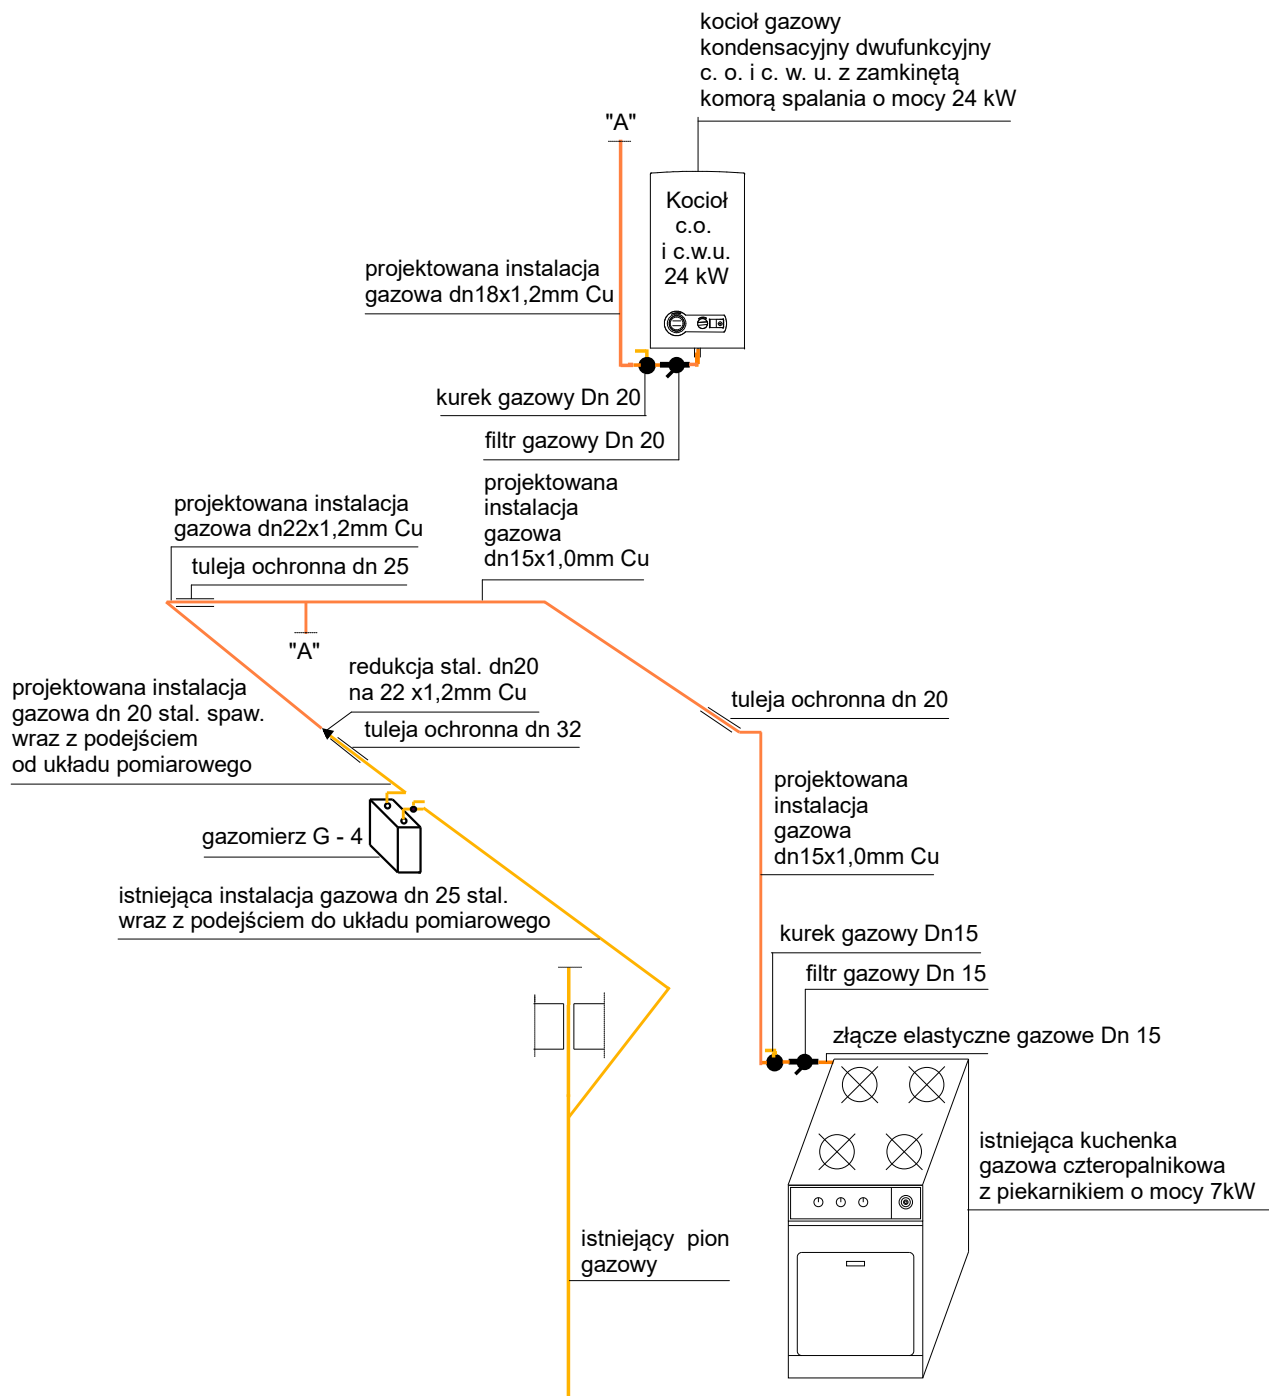 kocioł gazowy
kondensacyjny dwufunkcyjny
c. o. i c. w. u. z zamkinętą
komorą spalania o mocy 24 kW
"A"
Kocioł
c.o.
i c.w.u.
24 kW
projektowana instalacja
gazowa dn18x1,2mm Cu
kurek gazowy Dn 20
filtr gazowy Dn 20
projektowana
instalacja
gazowa
dn15x1,0mm Cu
projektowana instalacja
gazowa dn22x1,2mm Cu
tuleja ochronna dn 25
"A"
redukcja stal. dn20
na 22 x1,2mm Cu
projektowana instalacja
gazowa dn 20 stal. spaw.
wraz z podejściem
od układu pomiarowego
tuleja ochronna dn 32
tuleja ochronna dn 20
projektowana
instalacja
gazowa
dn15x1,0mm Cu
gazomierz G - 4
istniejąca instalacja gazowa dn 25 stal.
wraz z podejściem do układu pomiarowego
kurek gazowy Dn15
filtr gazowy Dn 15
złącze elastyczne gazowe Dn 15
istniejąca kuchenka
gazowa czteropalnikowa
z piekarnikiem o mocy 7kW
istniejący pion
gazowy